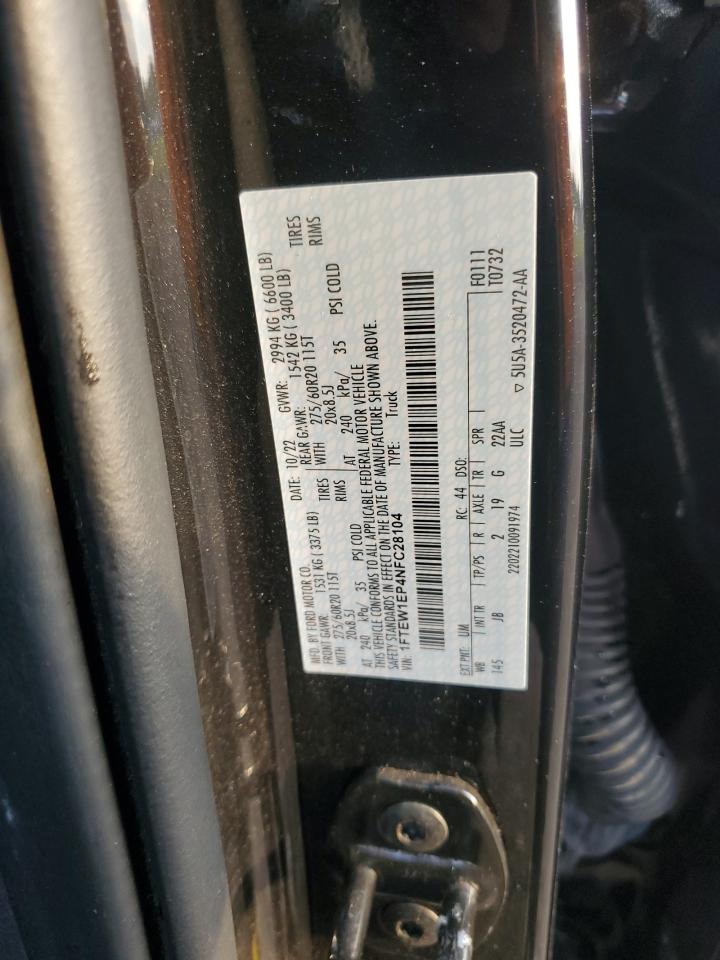 MFD. BY FORD MOTOR CO. DATE: 10/22 GVWR: 2994 KG ( 6600 LB)
FRONT GAWR: 1531 KG ( 3375 LB) REAR GAWR: 1542 KG ( 3400 LB)
WITH 275/60R20 115T TIRES WITH 275/60R20 115T TIRES
20x8.5J RIMS 20x8.5J RIMS
AT 240 kPa/ 35 PSI COLD AT 240 kPa/ 35 PSI COLD
THIS VEHICLE CONFORMS TO ALL APPLICABLE FEDERAL MOTOR VEHICLE
SAFETY STANDARDS IN EFFECT ON THE DATE OF MANUFACTURE SHOWN ABOVE.
VIN: 1FTEW1EP4NFC28104 TYPE: Truck
EXT PNT: UM RC: 44 DSO: F0111
WB INT TR TP/PS R AXLE TR SPR T0732
145 JB 2 19 G 22AA
2202210091974 ULC
▽ 5U5A-3520472-AA